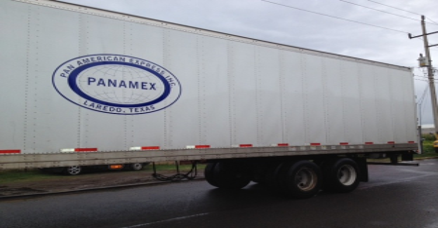 PAN AMERICAN EXPRESS INC
PANAMEX
LAREDO, TEXAS